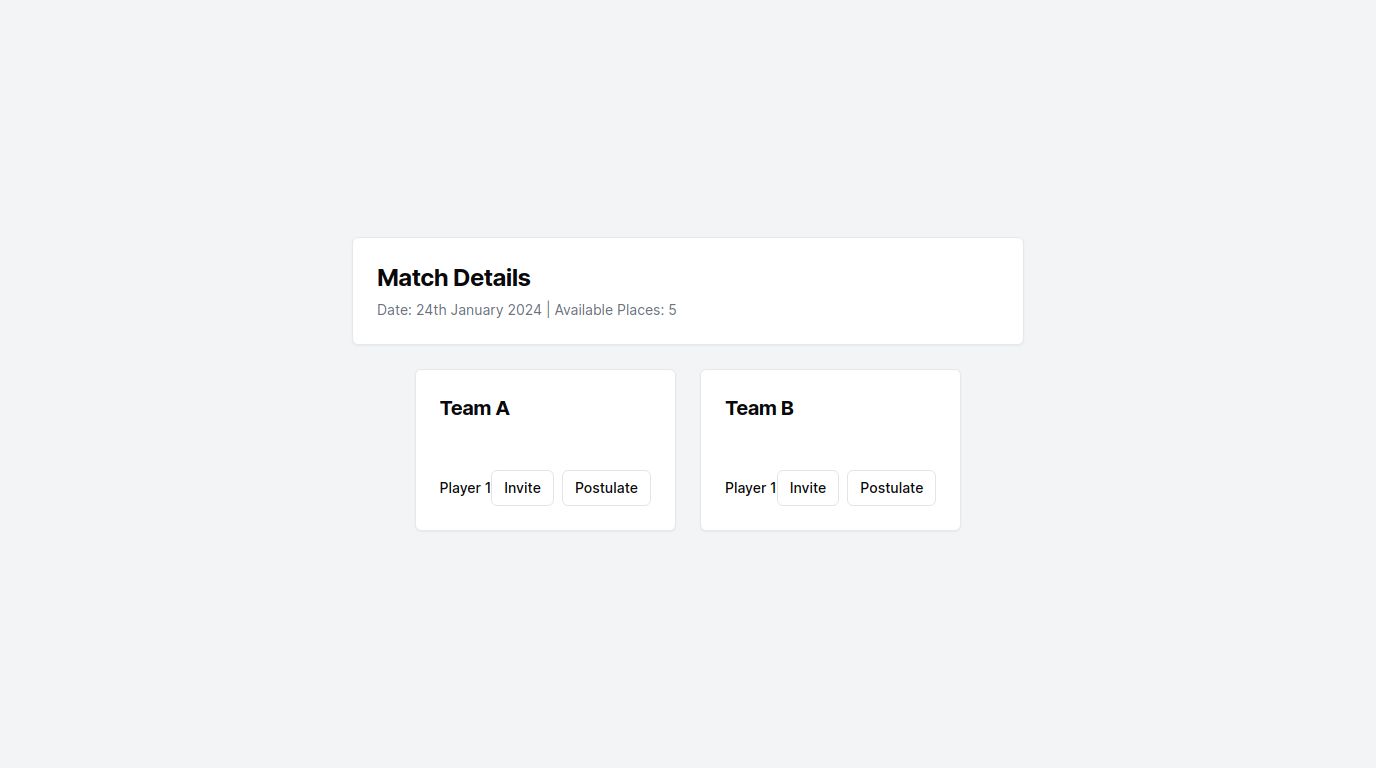 Match Details
Date: 24th January 2024 | Available Places: 5
Team A
Player 1 Invite Postulate
Team B
Player 1 Invite Postulate